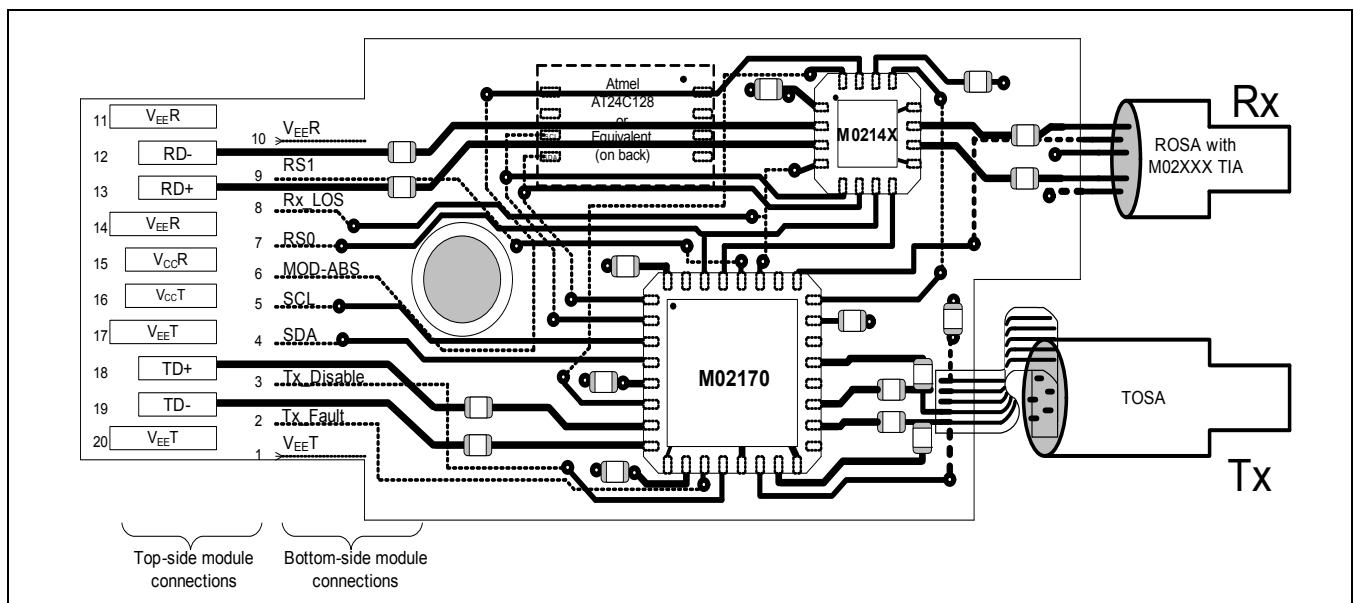 11 VEER
12 RD-
13 RD+
14 VEER
15 VCCR
16 VCCT
17 VEET
18 TD+
19 TD-
20 VEET
10 VEER
9 RS1
8 Rx_LOS
7 RS0
6 MOD-ABS
5 SCL
4 SDA
3 Tx_Disable
2 Tx_Fault
1 VEET
Top-side module
connections
Bottom-side module
connections
Atmel
AT24C128
or
Equivalent
(on back)
SCL
SDA
M0214X
M02170
ROSA with
M02XXX TIA
Rx
TOSA
Tx